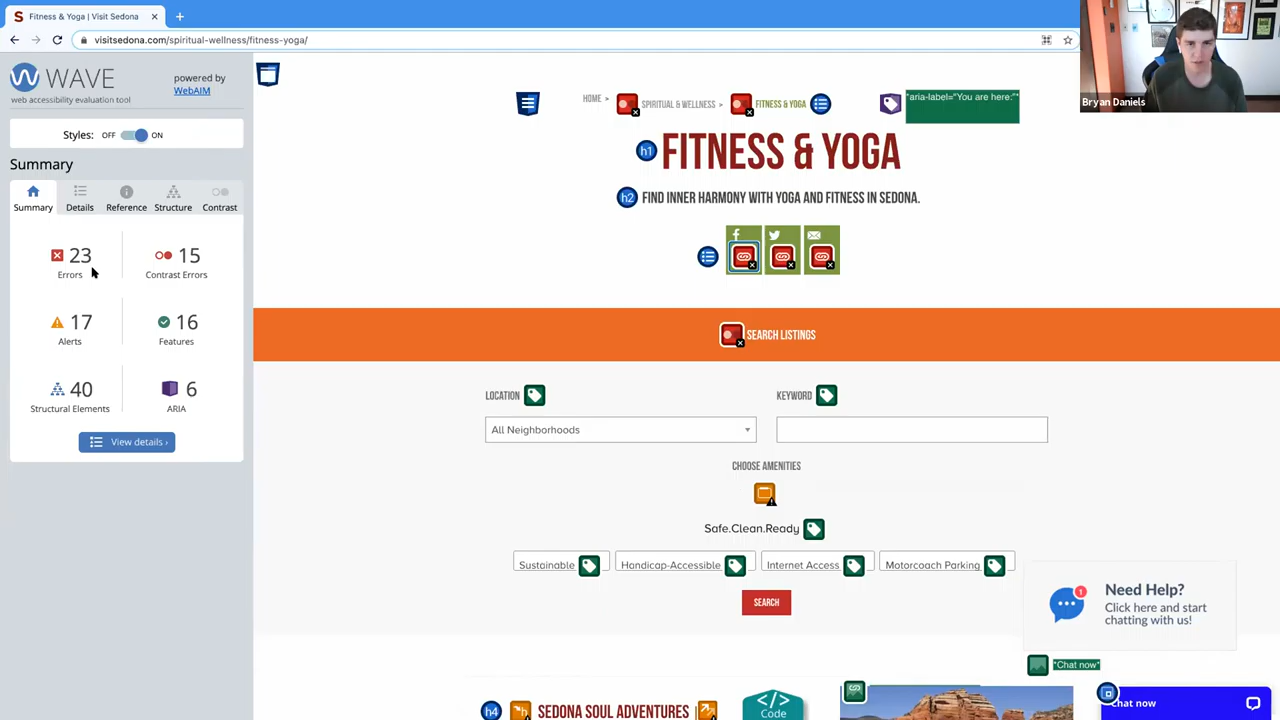 Fitness & Yoga | Visit Sedona
visitsedona.com/spiritual-wellness/fitness-yoga/
Bryan Daniels
WAVE
web accessibility evaluation tool
powered by
WebAIM
Styles: OFF ON
Summary
Summary Details Reference Structure Contrast
23 Errors
15 Contrast Errors
17 Alerts
16 Features
40 Structural Elements
6 ARIA
View details ›
HOME > SPIRITUAL & WELLNESS > FITNESS & YOGA
*aria-label="You are here:"*
h1 FITNESS & YOGA
h2 FIND INNER HARMONY WITH YOGA AND FITNESS IN SEDONA.
SEARCH LISTINGS
LOCATION
KEYWORD
All Neighborhoods
CHOOSE AMENITIES
Safe.Clean.Ready
Sustainable Handicap-Accessible Internet Access Motorcoach Parking
SEARCH
1
Need Help?
Click here and start
chatting with us!
*Chat now*
h4 h SEDONA SOUL ADVENTURES
</>
Code
Chat now